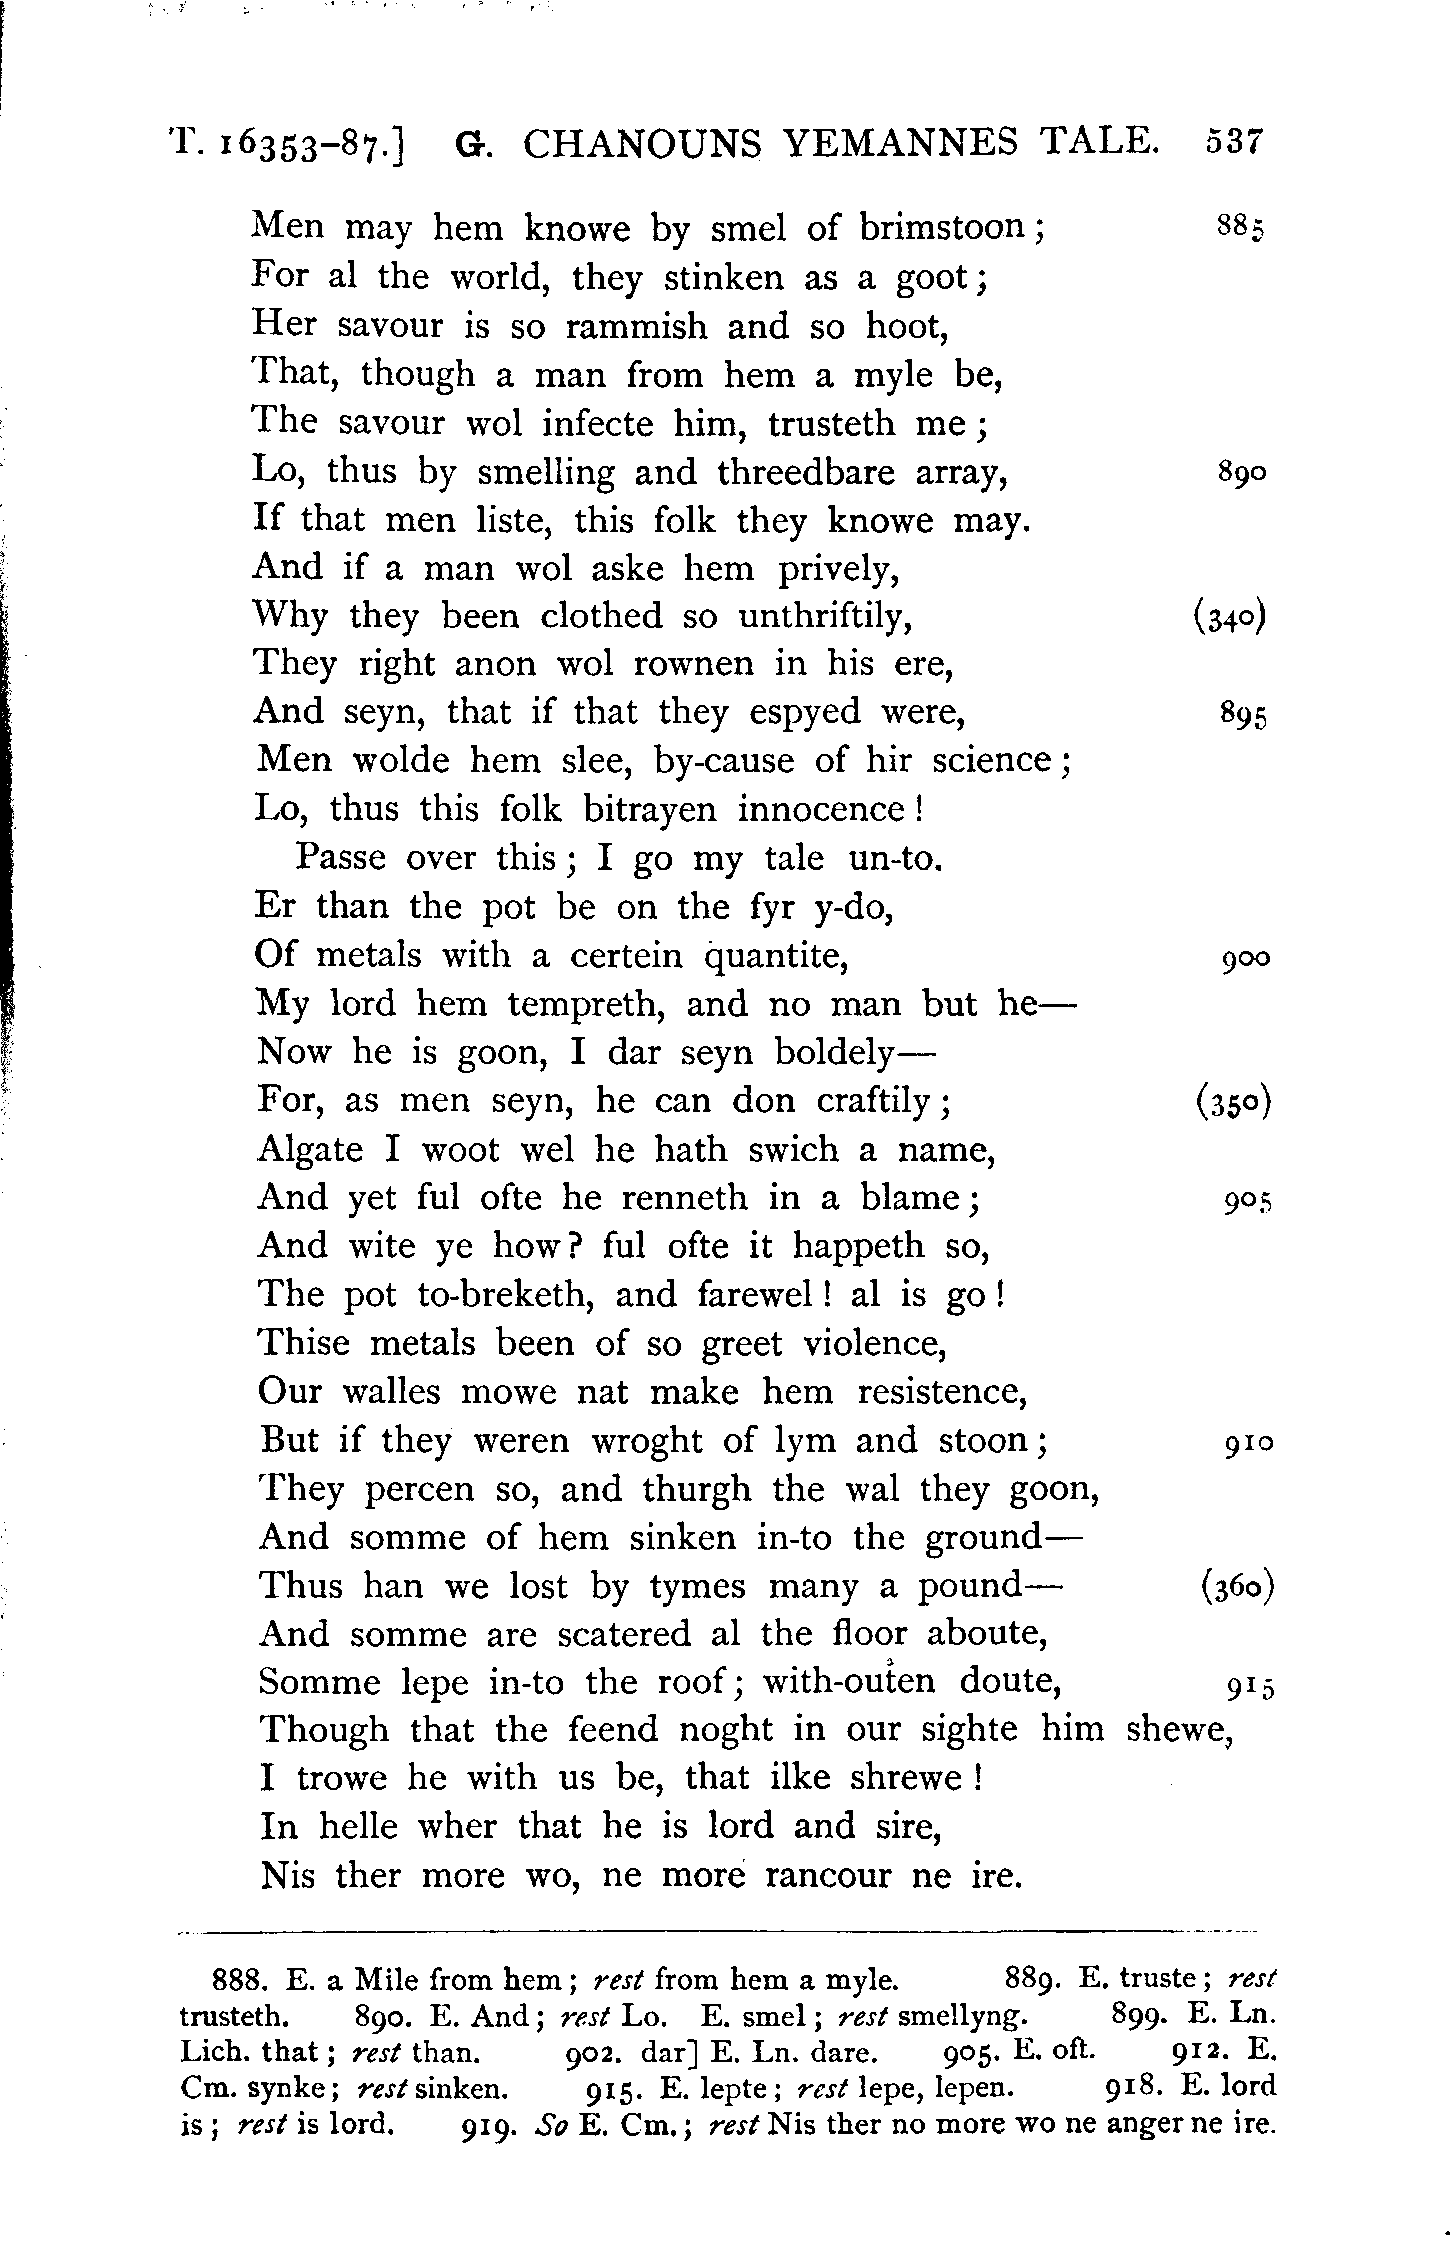 T. 16353–87.] G. CHANOUNS YEMANNES TALE. 537
Men may hem knowe by smel of brimstoon; 885
For al the world, they stinken as a goot;
Her savour is so rammish and so hoot,
That, though a man from hem a myle be,
The savour wol infecte him, trusteth me;
Lo, thus by smelling and threedbare array, 890
If that men liste, this folk they knowe may.
And if a man wol aske hem prively,
Why they been clothed so unthriftily, (340)
They right anon wol rownen in his ere,
And seyn, that if that they espyed were, 895
Men wolde hem slee, by-cause of hir science;
Lo, thus this folk bitrayen innocence!
Passe over this; I go my tale un-to.
Er than the pot be on the fyr y-do,
Of metals with a certein quantite, 900
My lord hem tempreth, and no man but he—
Now he is goon, I dar seyn boldely—
For, as men seyn, he can don craftily; (350)
Algate I woot wel he hath swich a name,
And yet ful ofte he renneth in a blame; 905
And wite ye how? ful ofte it happeth so,
The pot to-breketh, and farewel! al is go!
Thise metals been of so greet violence,
Our walles mowe nat make hem resistence,
But if they weren wroght of lym and stoon; 910
They percen so, and thurgh the wal they goon,
And somme of hem sinken in-to the ground—
Thus han we lost by tymes many a pound— (360)
And somme are scatered al the floor aboute,
Somme lepe in-to the roof; with-outen doute, 915
Though that the feend noght in our sighte him shewe,
I trowe he with us be, that ilke shrewe!
In helle wher that he is lord and sire,
Nis ther more wo, ne more rancour ne ire.
888. E. a Mile from hem; rest from hem a myle. 889. E. truste; rest
trusteth. 890. E. And; rest Lo. E. smel; rest smellyng. 899. E. Ln.
Lich. that; rest than. 902. dar] E. Ln. dare. 905. E. oft. 912. E.
Cm. synke; rest sinken. 915. E. lepte; rest lepe, lepen. 918. E. lord
is; rest is lord. 919. So E. Cm.; rest Nis ther no more wo ne anger ne ire.